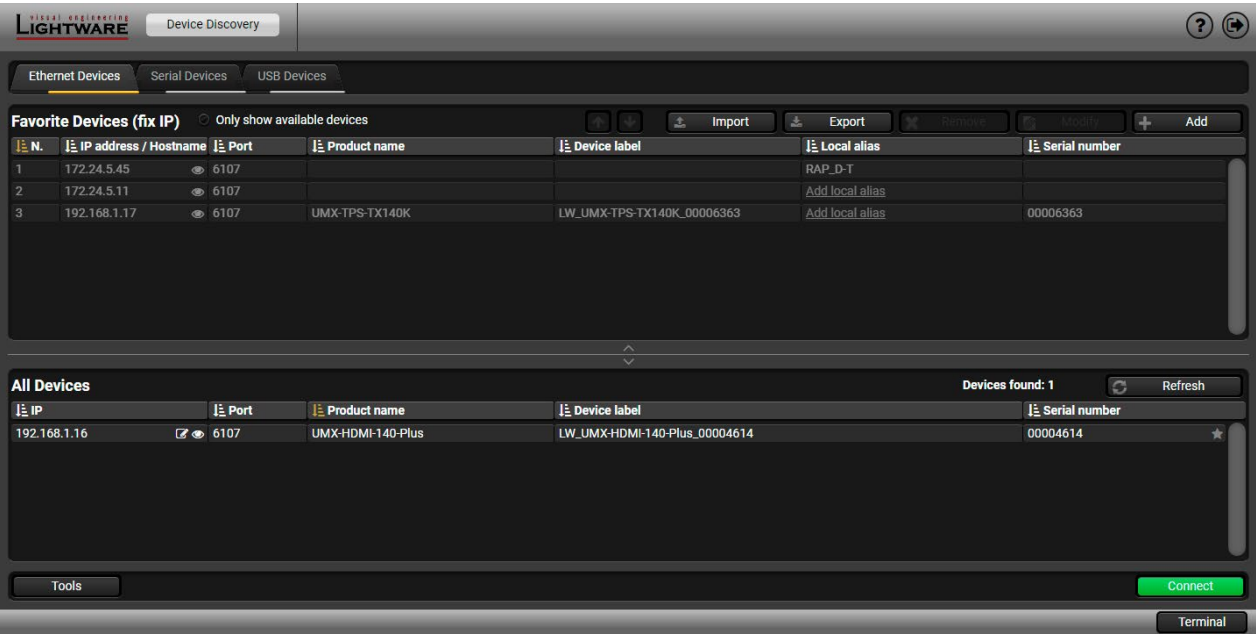 visual engineering
LIGHTWARE
Device Discovery
?
Ethernet Devices Serial Devices USB Devices
Favorite Devices (fix IP) Only show available devices Import Export Remove Modify Add
N. IP address / Hostname Port Product name Device label Local alias Serial number
1 172.24.5.45 6107 RAP_D-T
2 172.24.5.11 6107 Add local alias
3 192.168.1.17 6107 UMX-TPS-TX140K LW_UMX-TPS-TX140K_00006363 Add local alias 00006363
All Devices Devices found: 1 Refresh
IP Port Product name Device label Serial number
192.168.1.16 6107 UMX-HDMI-140-Plus LW_UMX-HDMI-140-Plus_00004614 00004614
Tools Connect
Terminal